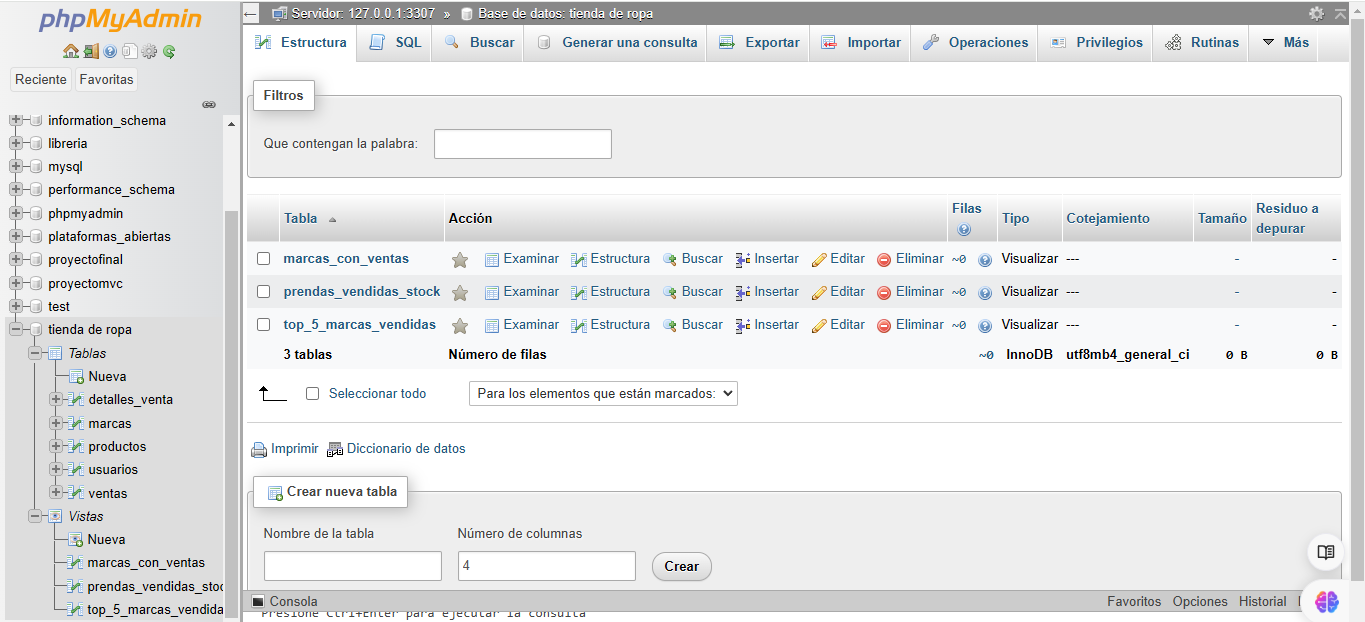 phpMyAdmin
Reciente Favoritas
information_schema
libreria
mysql
performance_schema
phpmyadmin
plataformas_abiertas
proyectofinal
proyectomvc
test
tienda de ropa
Tablas
Nueva
detalles_venta
marcas
productos
usuarios
ventas
Vistas
Nueva
marcas_con_ventas
prendas_vendidas_stoc
top_5_marcas_vendida
Servidor: 127.0.0.1:3307 » Base de datos: tienda de ropa
Estructura SQL Buscar Generar una consulta Exportar Importar Operaciones Privilegios Rutinas Más
Filtros
Que contengan la palabra:
Tabla Acción Filas Tipo Cotejamiento Tamaño Residuo a depurar
marcas_con_ventas Examinar Estructura Buscar Insertar Editar Eliminar ~0 Visualizar --- - -
prendas_vendidas_stock Examinar Estructura Buscar Insertar Editar Eliminar ~0 Visualizar --- - -
top_5_marcas_vendidas Examinar Estructura Buscar Insertar Editar Eliminar ~0 Visualizar --- - -
3 tablas Número de filas ~0 InnoDB utf8mb4_general_ci 0 B 0 B
Seleccionar todo Para los elementos que están marcados:
Imprimir Diccionario de datos
Crear nueva tabla
Nombre de la tabla Número de columnas
4 Crear
Consola Favoritos Opciones Historial
Presione Ctrl+Enter para ejecutar la consulta